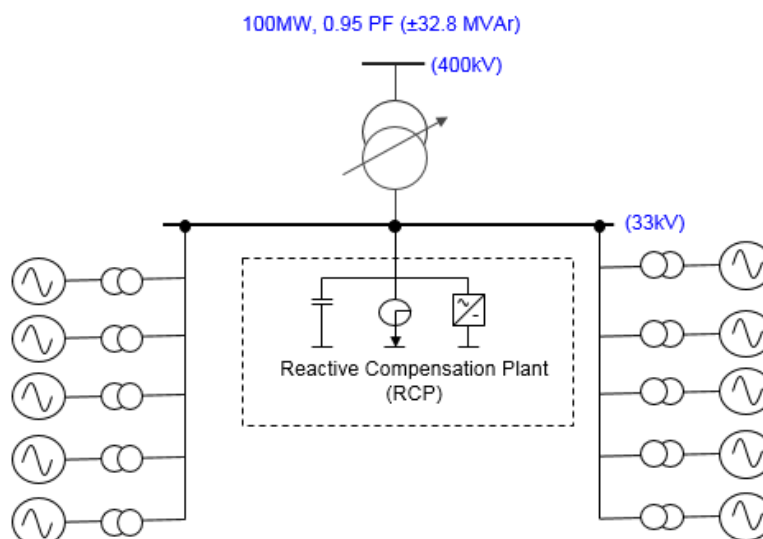 100MW, 0.95 PF (±32.8 MVAr)
(400kV)
(33kV)
Reactive Compensation Plant
(RCP)